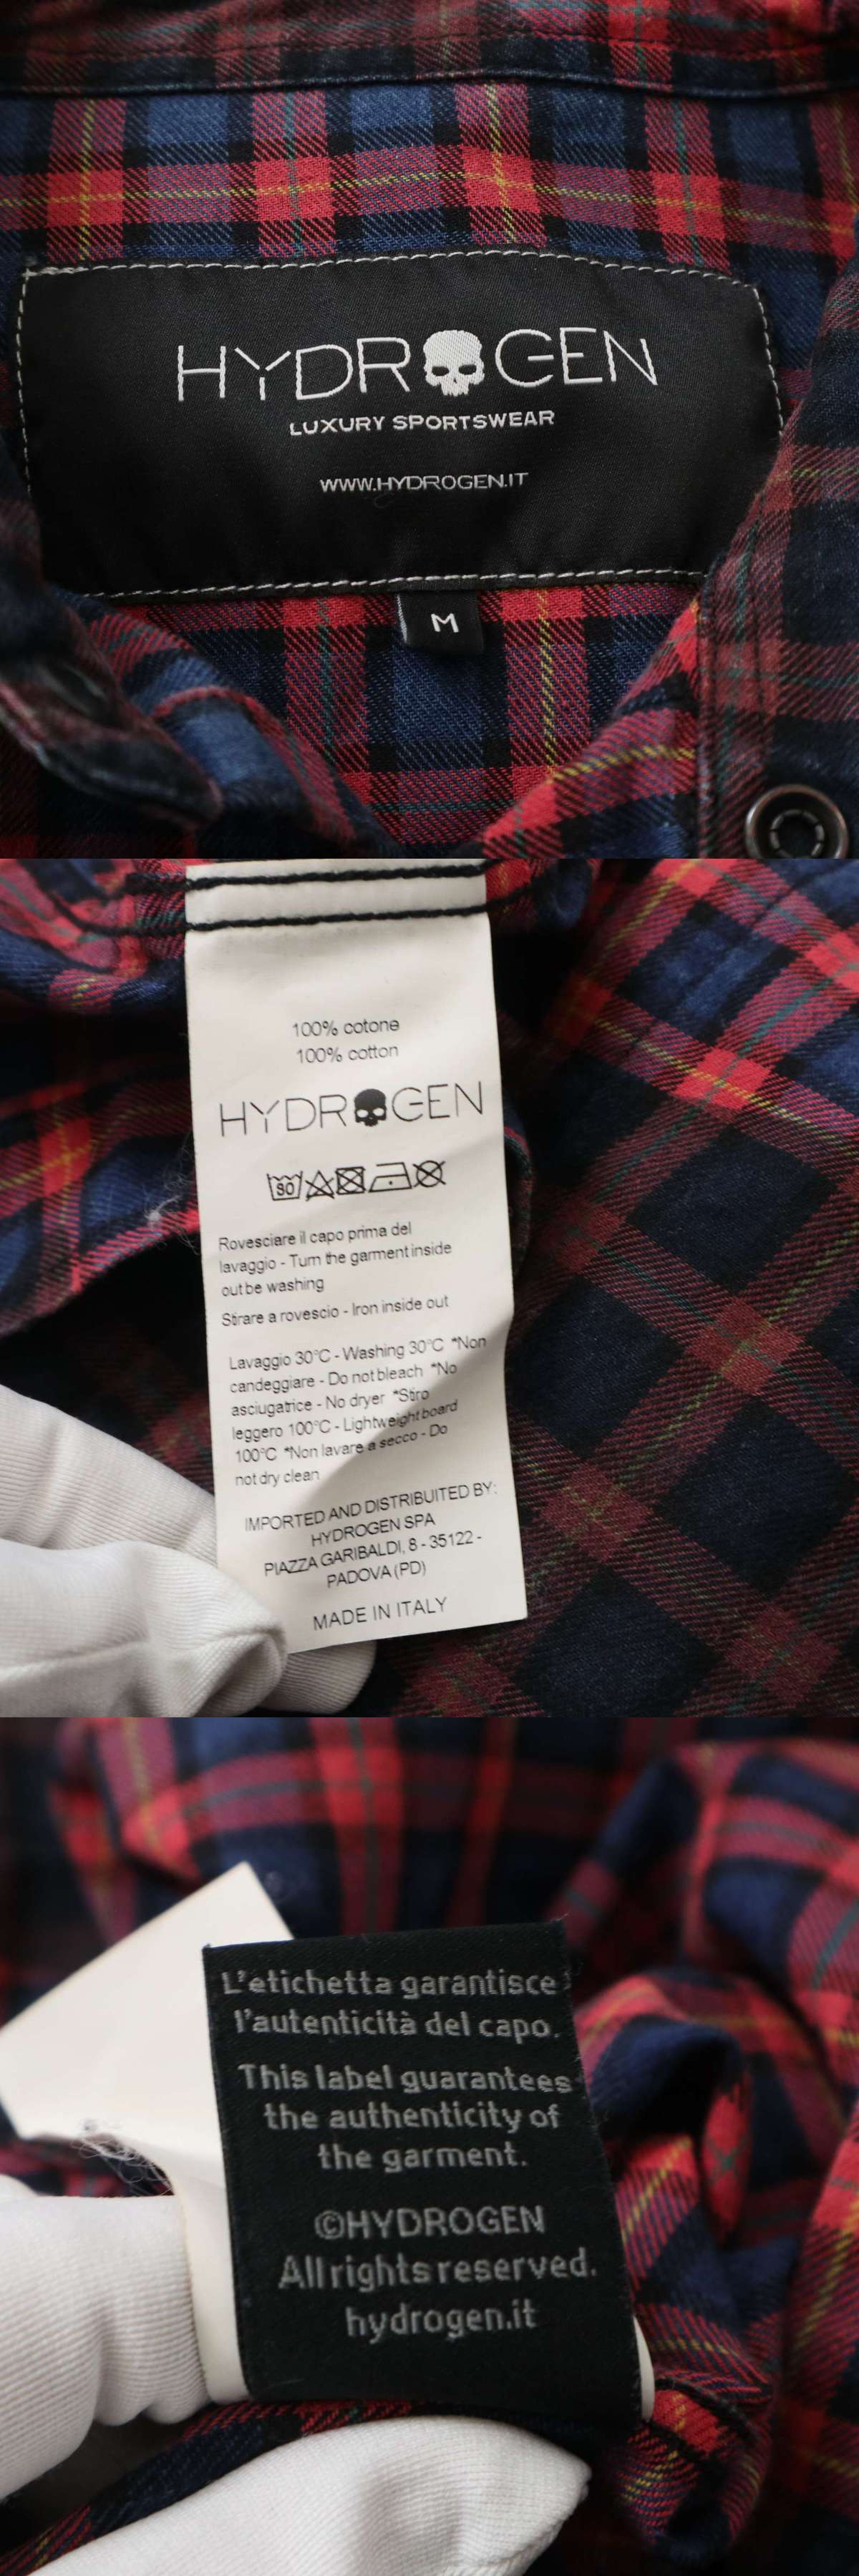 HYDROGEN
LUXURY SPORTSWEAR
WWW.HYDROGEN.IT
M
100% cotone
100% cotton
HYDROGEN
30
Rovesciare il capo prima del
lavaggio - Turn the garment inside
out be washing
Stirare a rovescio - Iron inside out
Lavaggio 30°C - Washing 30°C *Non
candeggiare - Do not bleach *No
asciugatrice - No dryer *Stiro
leggero 100°C - Lightweight board
100°C *Non lavare a secco - Do
not dry clean
IMPORTED AND DISTRIBUITED BY:
HYDROGEN SPA
PIAZZA GARIBALDI, 8 - 35122 -
PADOVA (PD)
MADE IN ITALY
L'etichetta garantisce
l'autenticità del capo.
This label guarantees
the authenticity of
the garment.
©HYDROGEN
All rights reserved.
hydrogen.it